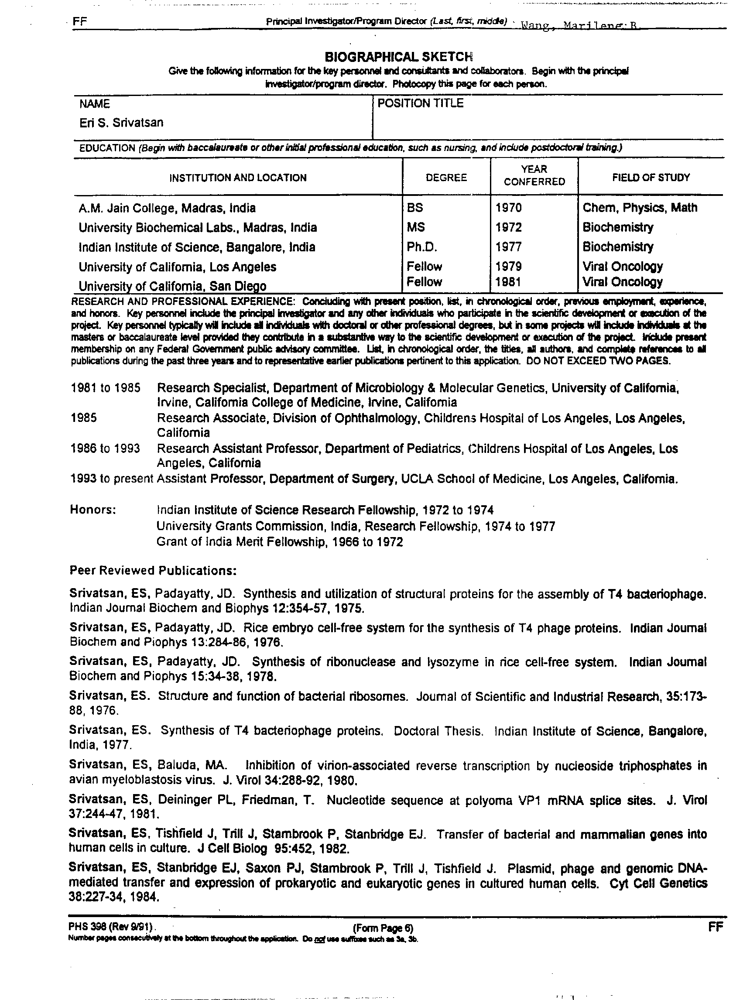 FF
Principal Investigator/Program Director (Last, first, middle) Wang, Marilene R.
BIOGRAPHICAL SKETCH
Give the following information for the key personnel and consultants and collaborators. Begin with the principal
investigator/program director. Photocopy this page for each person.
NAME
POSITION TITLE
Eri S. Srivatsan
EDUCATION (Begin with baccalaureate or other initial professional education, such as nursing, and include postdoctoral training.)
INSTITUTION AND LOCATION
DEGREE
YEAR
CONFERRED
FIELD OF STUDY
A.M. Jain College, Madras, India BS 1970 Chem, Physics, Math
University Biochemical Labs., Madras, India MS 1972 Biochemistry
Indian Institute of Science, Bangalore, India Ph.D. 1977 Biochemistry
University of California, Los Angeles Fellow 1979 Viral Oncology
University of California, San Diego Fellow 1981 Viral Oncology
RESEARCH AND PROFESSIONAL EXPERIENCE: Concluding with present position, list, in chronological order, previous employment, experience,
and honors. Key personnel include the principal investigator and any other individuals who participate in the scientific development or execution of the
project. Key personnel typically will include all individuals with doctoral or other professional degrees, but in some projects will include individuals at the
masters or baccalaureate level provided they contribute in a substantive way to the scientific development or execution of the project. Include present
membership on any Federal Government public advisory committee. List, in chronological order, the titles, all authors, and complete references to all
publications during the past three years and to representative earlier publications pertinent to this application. DO NOT EXCEED TWO PAGES.
1981 to 1985 Research Specialist, Department of Microbiology & Molecular Genetics, University of California,
Irvine, California College of Medicine, Irvine, California
1985 Research Associate, Division of Ophthalmology, Childrens Hospital of Los Angeles, Los Angeles,
California
1986 to 1993 Research Assistant Professor, Department of Pediatrics, Childrens Hospital of Los Angeles, Los
Angeles, California
1993 to present Assistant Professor, Department of Surgery, UCLA School of Medicine, Los Angeles, California.
Honors: Indian Institute of Science Research Fellowship, 1972 to 1974
University Grants Commission, India, Research Fellowship, 1974 to 1977
Grant of India Merit Fellowship, 1966 to 1972
Peer Reviewed Publications:
Srivatsan, ES, Padayatty, JD. Synthesis and utilization of structural proteins for the assembly of T4 bacteriophage.
Indian Journal Biochem and Biophys 12:354-57, 1975.
Srivatsan, ES, Padayatty, JD. Rice embryo cell-free system for the synthesis of T4 phage proteins. Indian Journal
Biochem and Piophys 13:284-86, 1976.
Srivatsan, ES, Padayatty, JD. Synthesis of ribonuclease and lysozyme in rice cell-free system. Indian Journal
Biochem and Piophys 15:34-38, 1978.
Srivatsan, ES. Structure and function of bacterial ribosomes. Journal of Scientific and Industrial Research, 35:173-
88, 1976.
Srivatsan, ES. Synthesis of T4 bacteriophage proteins. Doctoral Thesis. Indian Institute of Science, Bangalore,
India, 1977.
Srivatsan, ES, Baluda, MA. Inhibition of virion-associated reverse transcription by nucleoside triphosphates in
avian myeloblastosis virus. J. Virol 34:288-92, 1980.
Srivatsan, ES, Deininger PL, Friedman, T. Nucleotide sequence at polyoma VP1 mRNA splice sites. J. Virol
37:244-47, 1981.
Srivatsan, ES, Tishfield J, Trill J, Stambrook P, Stanbridge EJ. Transfer of bacterial and mammalian genes into
human cells in culture. J Cell Biolog 95:452, 1982.
Srivatsan, ES, Stanbridge EJ, Saxon PJ, Stambrook P, Trill J, Tishfield J. Plasmid, phage and genomic DNA-
mediated transfer and expression of prokaryotic and eukaryotic genes in cultured human cells. Cyt Cell Genetics
38:227-34, 1984.
PHS 398 (Rev 9/91) (Form Page 6) FF
Number pages consecutively at the bottom throughout the application. Do not use suffixes such as 3a, 3b.